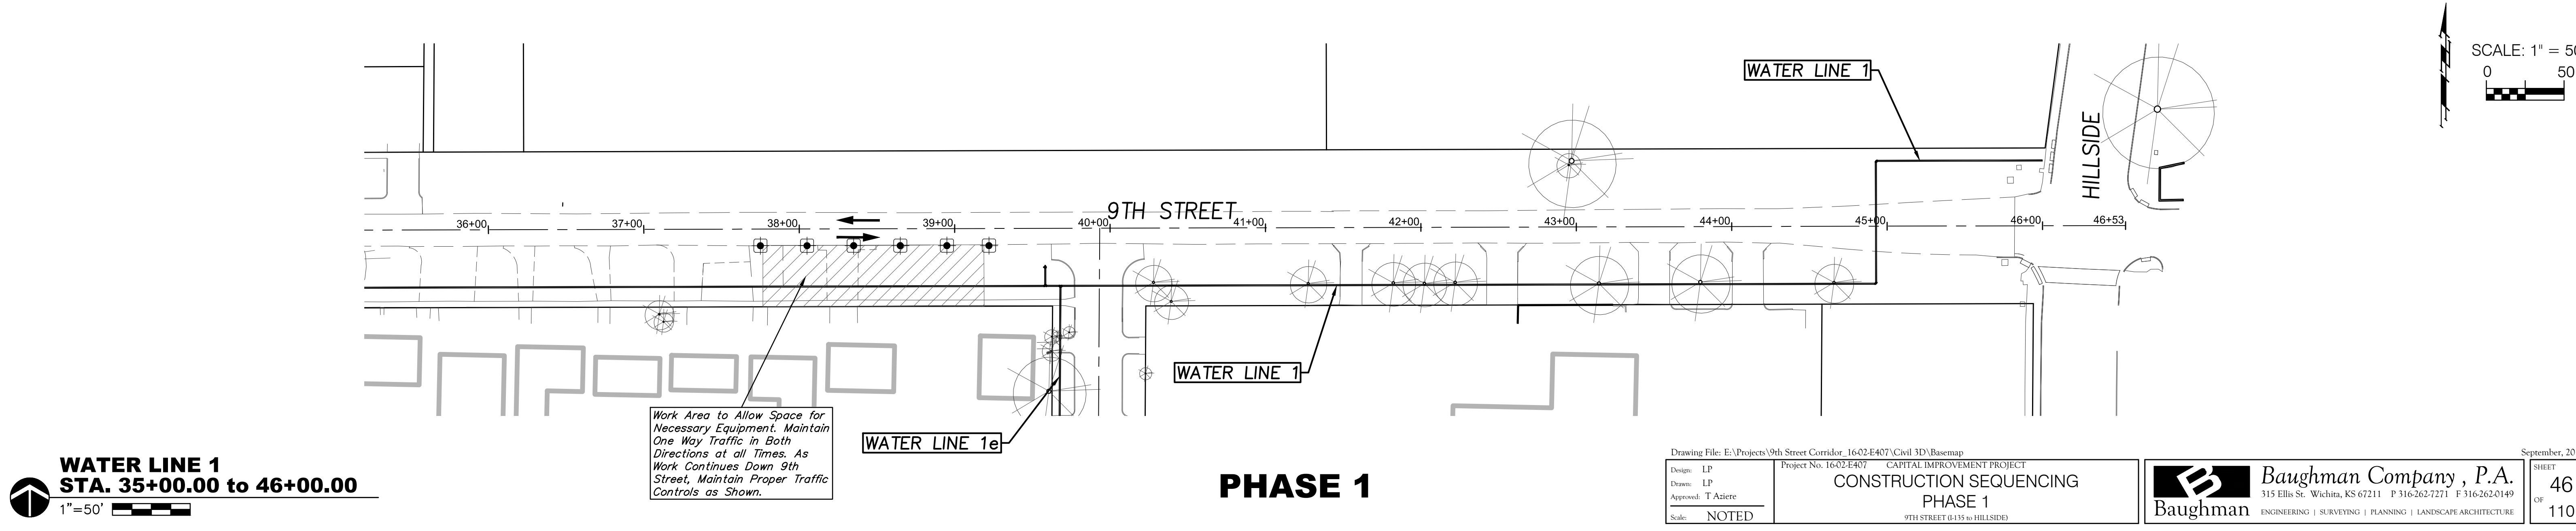 WATER LINE 1
SCALE: 1" = 50
0 50
HILLSIDE
9TH STREET
36+00
37+00
38+00
39+00
40+00
41+00
42+00
43+00
44+00
45+00
46+00
46+53
WATER LINE 1
WATER LINE 1e
Work Area to Allow Space for
Necessary Equipment. Maintain
One Way Traffic in Both
Directions at all Times. As
Work Continues Down 9th
Street, Maintain Proper Traffic
Controls as Shown.
WATER LINE 1
STA. 35+00.00 to 46+00.00
1"=50'
PHASE 1
Drawing File: E:\Projects\9th Street Corridor_16-02-E407\Civil 3D\Basemap
September, 20
Design: LP
Drawn: LP
Approved: T Aziere
Scale: NOTED
Project No. 16-02-E407 CAPITAL IMPROVEMENT PROJECT
CONSTRUCTION SEQUENCING
PHASE 1
9TH STREET (I-135 to HILLSIDE)
Baughman
Baughman Company, P.A.
315 Ellis St. Wichita, KS 67211 P 316-262-7271 F 316-262-0149
ENGINEERING | SURVEYING | PLANNING | LANDSCAPE ARCHITECTURE
SHEET
46
OF
110